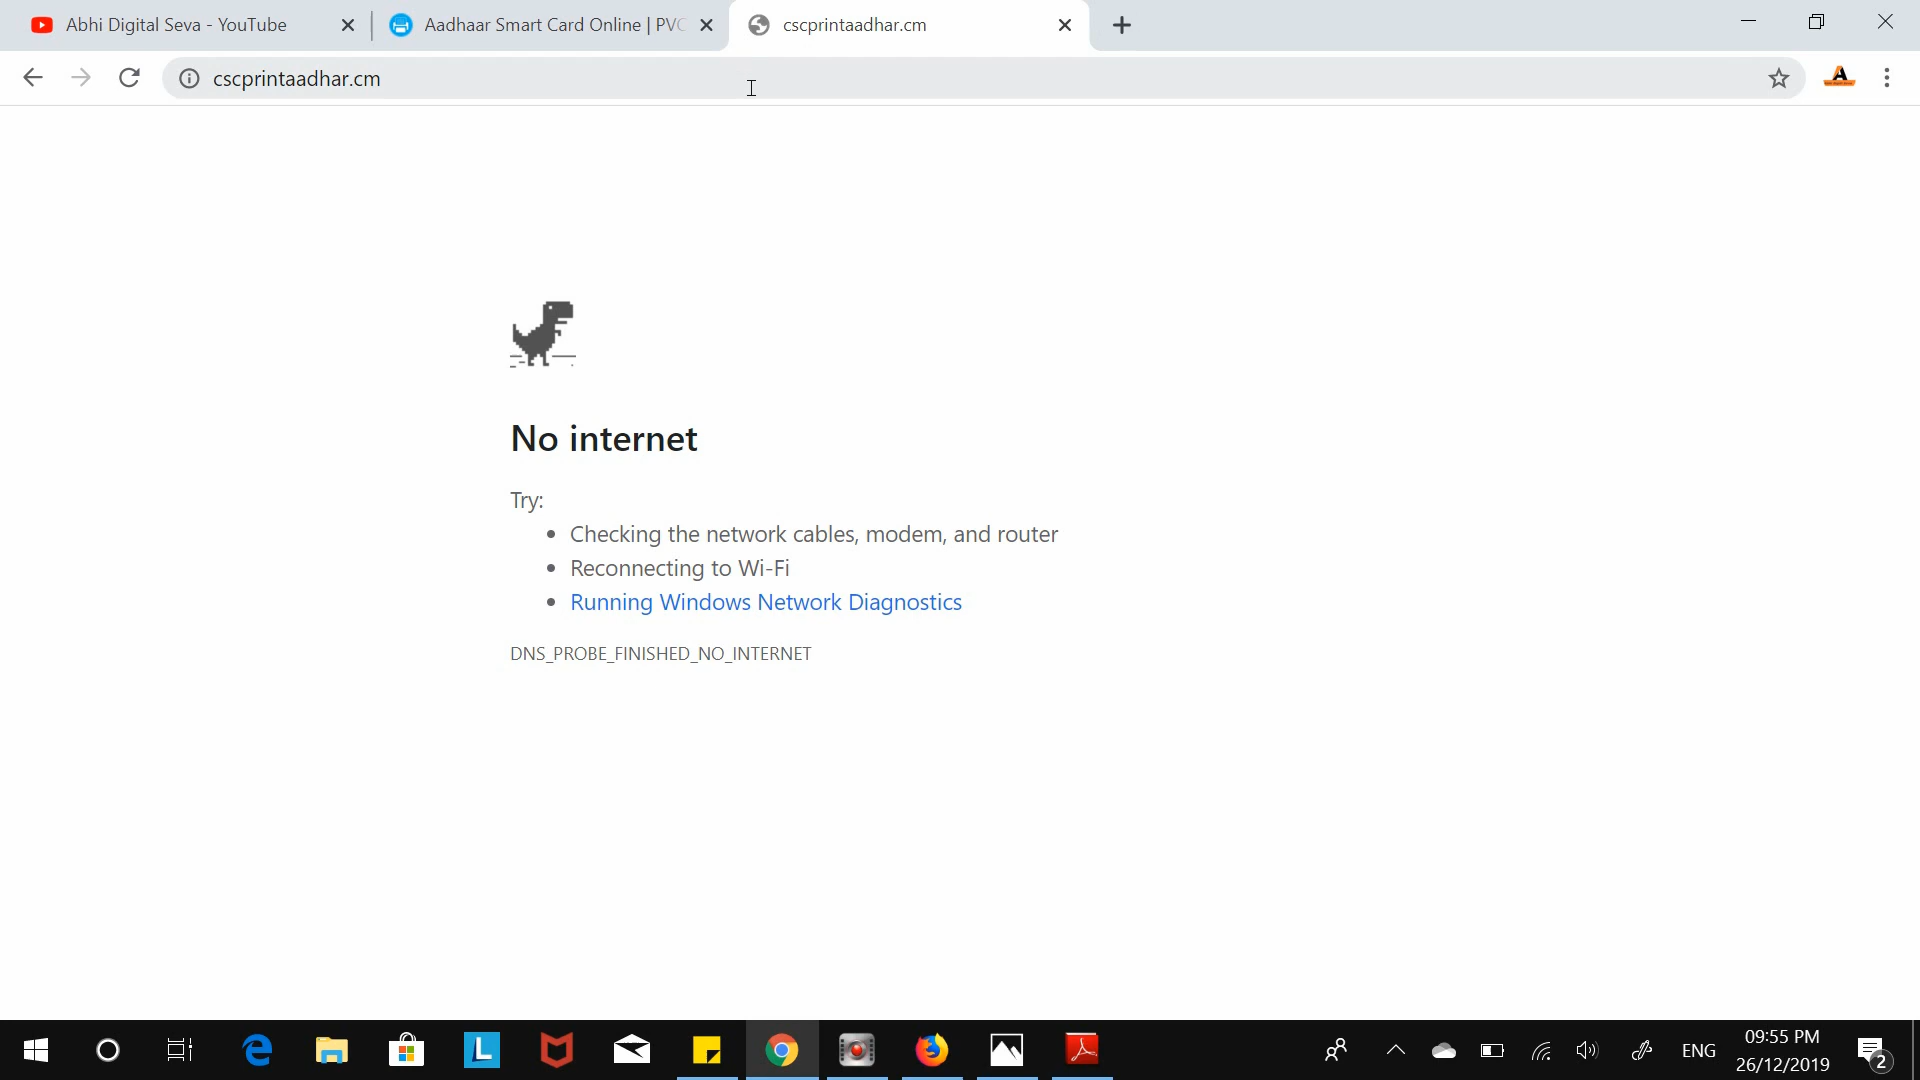 Abhi Digital Seva - YouTube
Aadhaar Smart Card Online | PVC
cscprintaadhar.cm
cscprintaadhar.cm
No internet
Try:
• Checking the network cables, modem, and router
• Reconnecting to Wi-Fi
• Running Windows Network Diagnostics
DNS_PROBE_FINISHED_NO_INTERNET
ENG
09:55 PM
26/12/2019
2